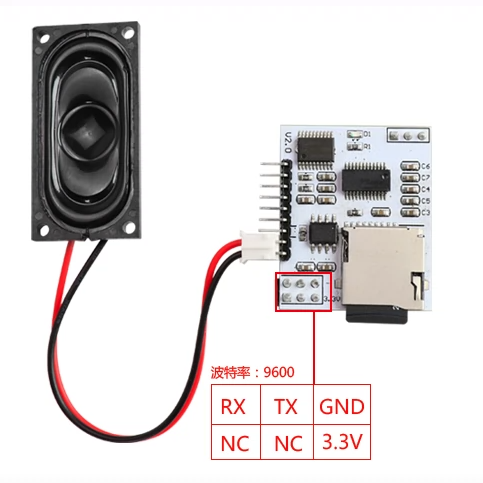 V2.0
D1
R1
C6
C7
C4
C5
C3
3.3V
波特率：9600
RX TX GND
NC NC 3.3V